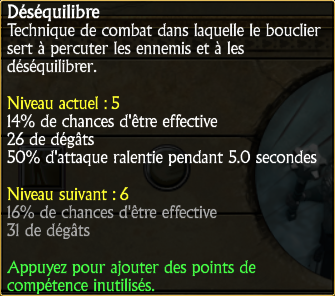 Déséquilibre
Technique de combat dans laquelle le bouclier
sert à percuter les ennemis et à les
déséquilibrer.
Niveau actuel : 5
14% de chances d'être effective
26 de dégâts
50% d'attaque ralentie pendant 5.0 secondes
Niveau suivant : 6
16% de chances d'être effective
31 de dégâts
Appuyez pour ajouter des points de
compétence inutilisés.